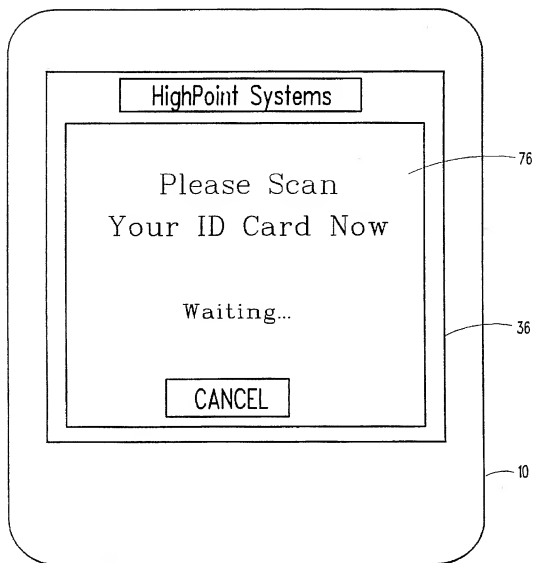 HighPoint Systems
Please Scan
Your ID Card Now
Waiting...
CANCEL
76
36
10